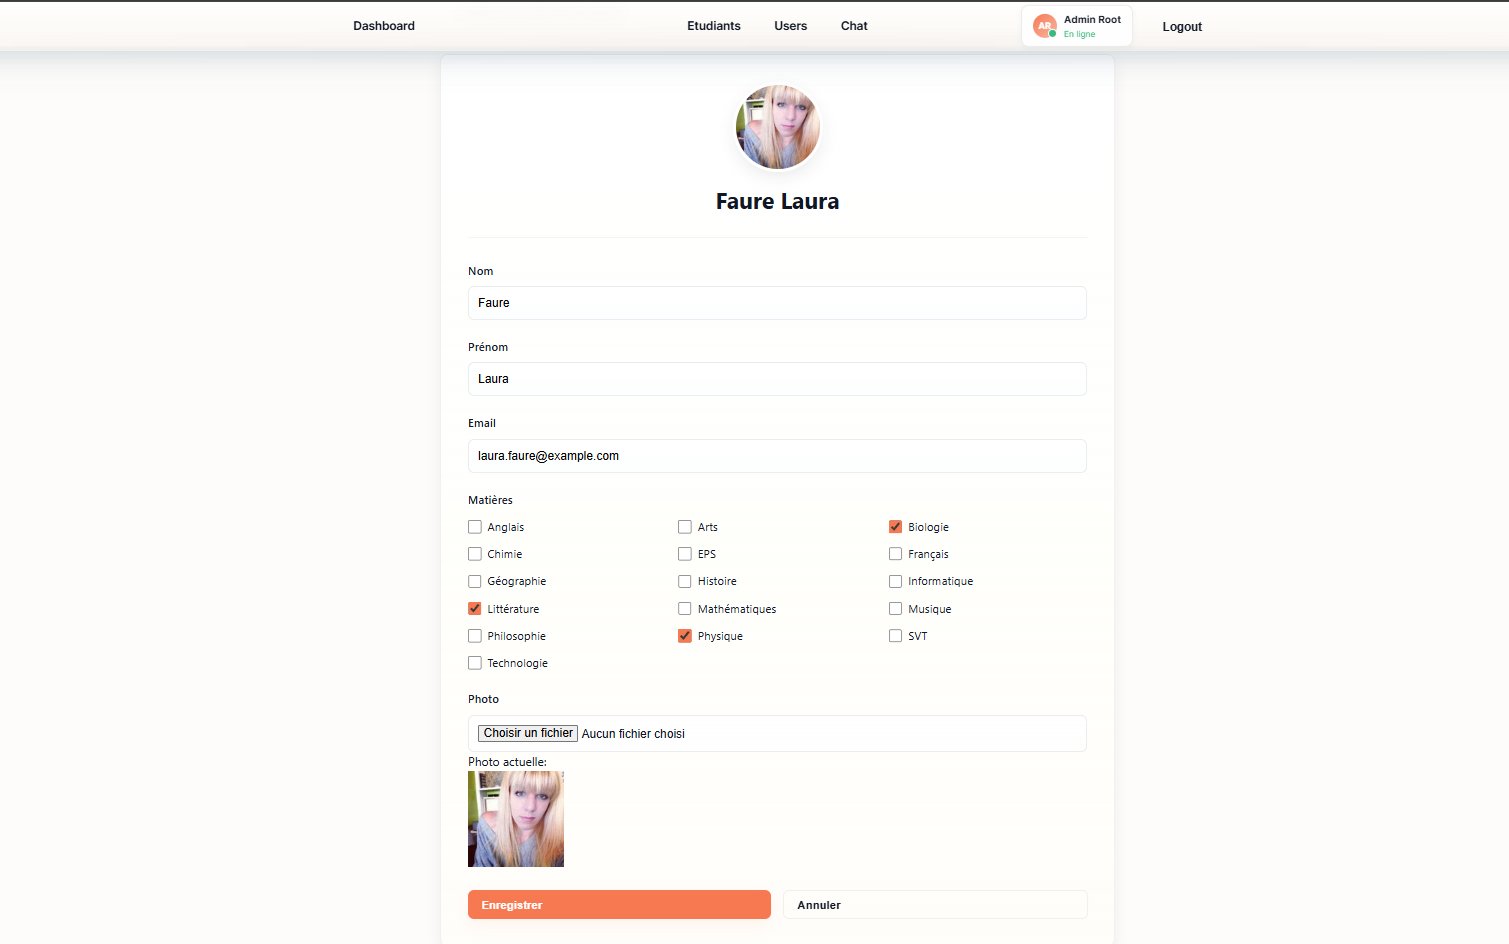 Dashboard Etudiants Users Chat AR Admin Root Logout
En ligne
Faure Laura
Nom
Faure
Prénom
Laura
Email
laura.faure@example.com
Matières
Anglais Arts Biologie
Chimie EPS Français
Géographie Histoire Informatique
Littérature Mathématiques Musique
Philosophie Physique SVT
Technologie
Photo
Choisir un fichier Aucun fichier choisi
Photo actuelle:
Enregistrer Annuler